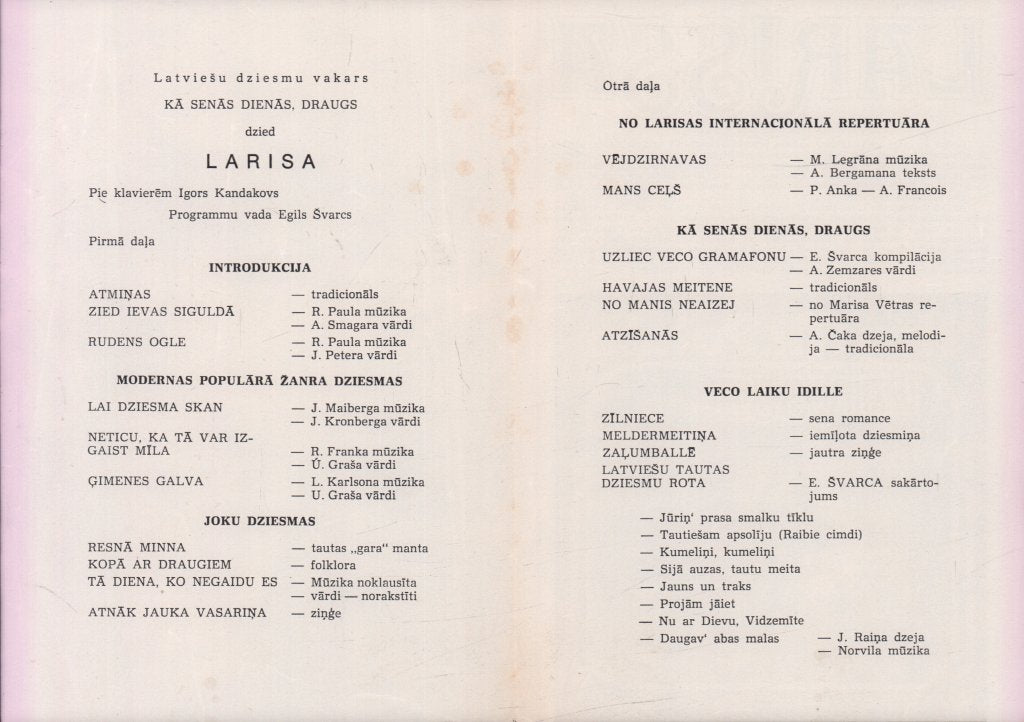 Latviešu dziesmu vakars
KĀ SENĀS DIENĀS, DRAUGS
dzied
LARISA
Pie klavierēm Igors Kandakovs
Programmu vada Egils Švarcs
Pirmā daļa
INTRODUKCIJA
ATMIŅAS — tradicionāls
ZIED IEVAS SIGULDĀ — R. Paula mūzika
— A. Smagara vārdi
RUDENS OGLE — R. Paula mūzika
— J. Petera vārdi
MODERNAS POPULĀRĀ ŽANRA DZIESMAS
LAI DZIESMA SKAN — J. Maiberga mūzika
— J. Kronberga vārdi
NETICU, KA TĀ VAR IZ-
GAIST MĪLA — R. Franka mūzika
— Ū. Graša vārdi
ĢIMENES GALVA — L. Karlsona mūzika
— U. Graša vārdi
JOKU DZIESMAS
RESNĀ MINNA — tautas „gara" manta
KOPĀ AR DRAUGIEM — folklora
TĀ DIENA, KO NEGAIDU ES — Mūzika noklausīta
— vārdi — norakstīti
ATNĀK JAUKA VASARIŅA — ziņģe
Otrā daļa
NO LARISAS INTERNACIONĀLĀ REPERTUĀRA
VĒJDZIRNAVAS — M. Legrāna mūzika
— A. Bergamana teksts
MANS CEĻŠ — P. Anka — A. Francois
KĀ SENĀS DIENĀS, DRAUGS
UZLIEC VECO GRAMAFONU — E. Švarca kompilācija
— A. Zemzares vārdi
HAVAJAS MEITENE — tradicionāls
NO MANIS NEAIZEJ — no Marisa Vētras re-
pertuāra
ATZĪŠANĀS — A. Čaka dzeja, melodi-
ja — tradicionāla
VECO LAIKU IDILLE
ZĪLNIECE — sena romance
MELDERMEITIŅA — iemīļota dziesmiņa
ZAĻUMBALLĒ — jautra ziņģe
LATVIEŠU TAUTAS
DZIESMU ROTA — E. ŠVARCA sakārto-
jums
— Jūriņ' prasa smalku tīklu
— Tautiešam apsolīju (Raibie cimdi)
— Kumeliņi, kumeliņi
— Sijā auzas, tautu meita
— Jauns un traks
— Projām jāiet
— Nu ar Dievu, Vidzemīte
— Daugav' abas malas — J. Raiņa dzeja
— Norvila mūzika